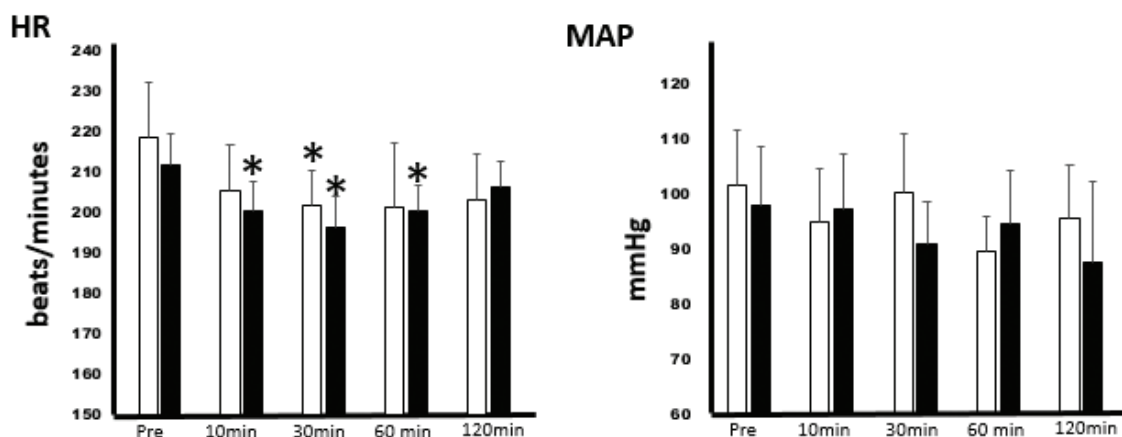 HR
beats/minutes
240
230
220
210
200
190
180
170
160
150
*
*
*
*
Pre
10min
30min
60 min
120min
MAP
mmHg
120
110
100
90
80
70
60
Pre
10min
30min
60 min
120min